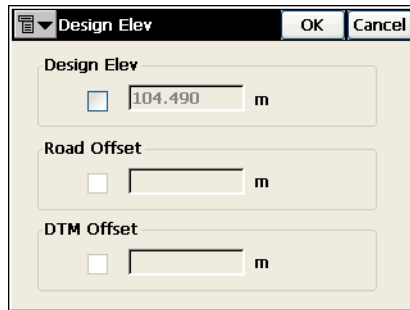 Design Elev OK Cancel
Design Elev
104.490 m
Road Offset
m
DTM Offset
m